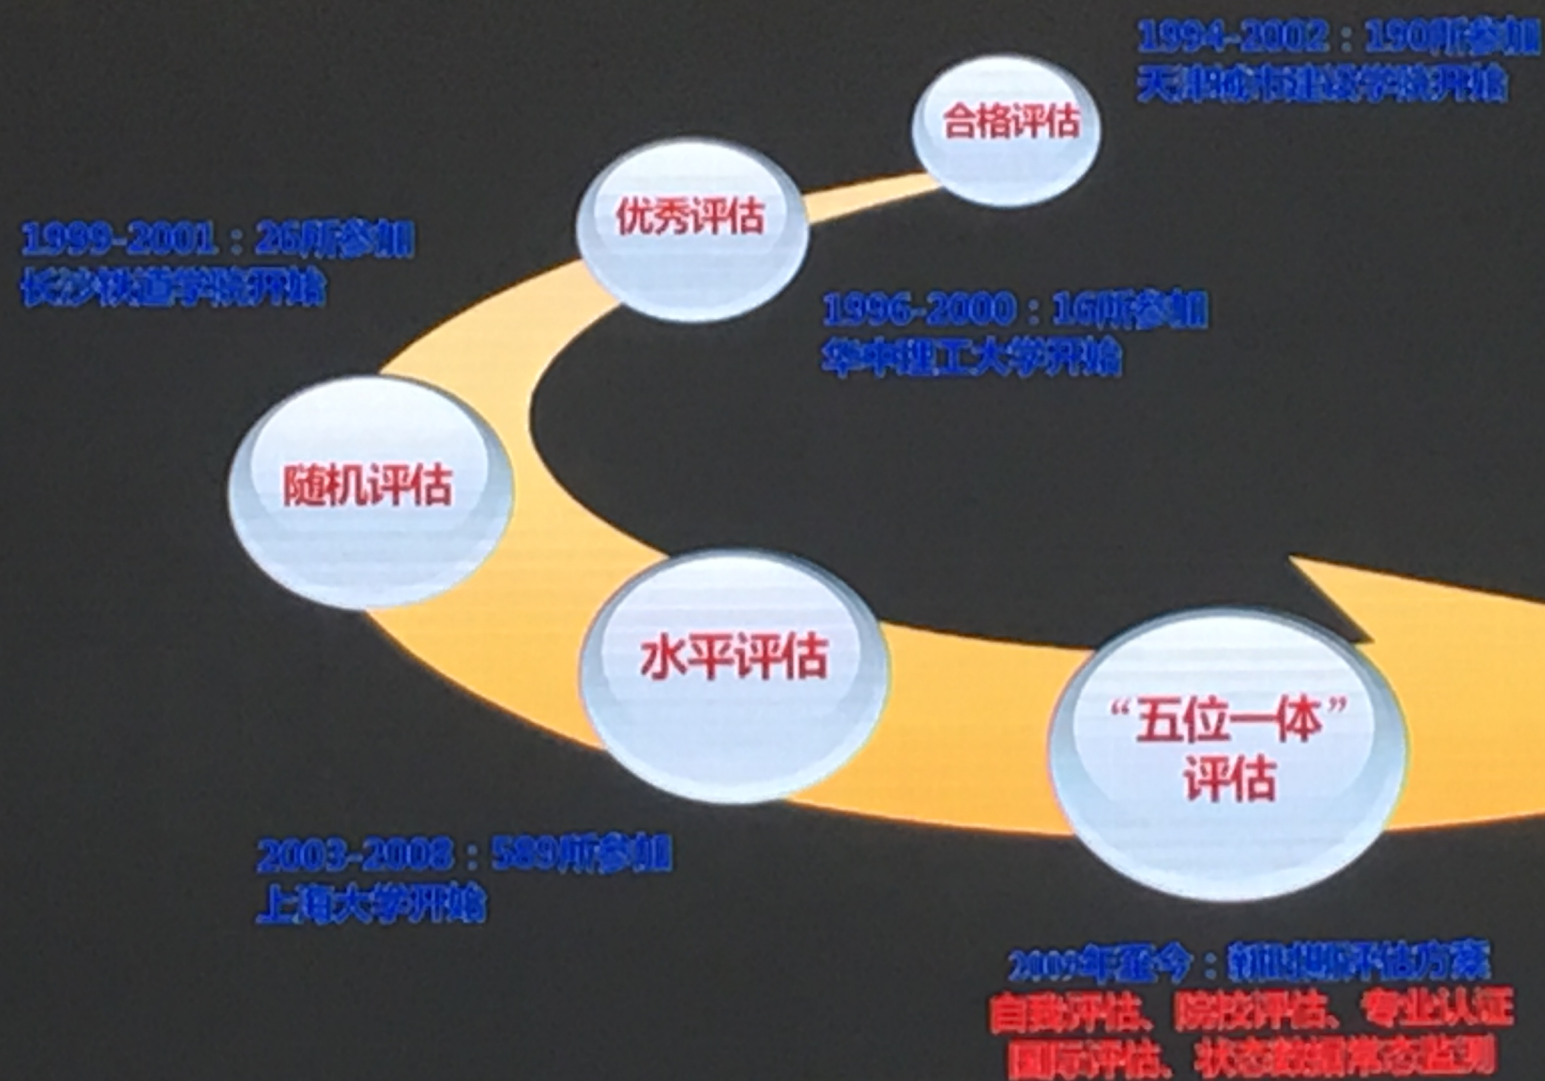 1994-2002：190所参加
天津城市建设学院开始
合格评估
优秀评估
1999-2001：26所参加
长沙铁道学院开始
1996-2000：16所参加
华中理工大学开始
随机评估
水平评估
“五位一体”
评估
2003-2008：589所参加
上海大学开始
2009年至今：新时期评估方案
自我评估、院校评估、专业认证
国际评估、状态数据常态监测